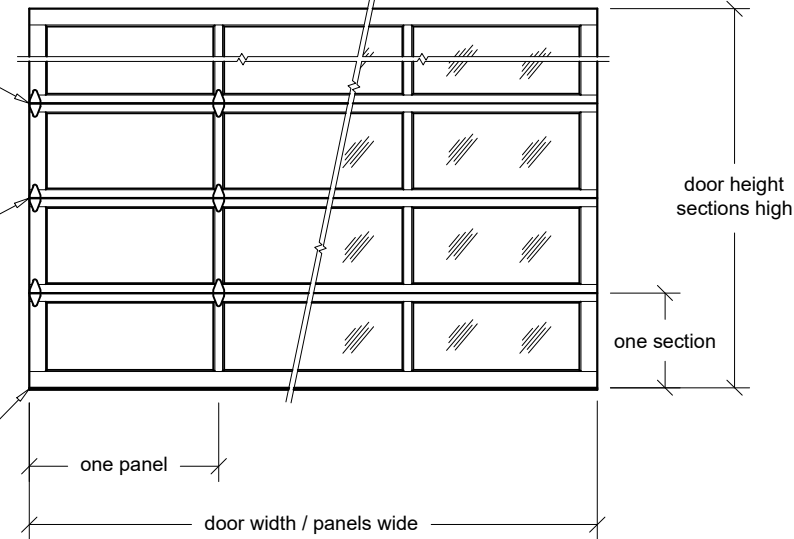 door height
sections high
one section
one panel
door width / panels wide